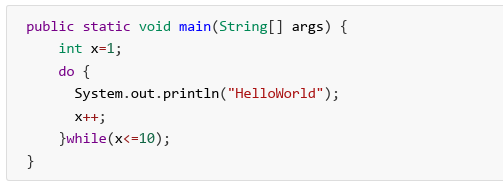 public static void main(String[] args) {
    int x=1;
    do {
      System.out.println("HelloWorld");
      x++;
    }while(x<=10);
}